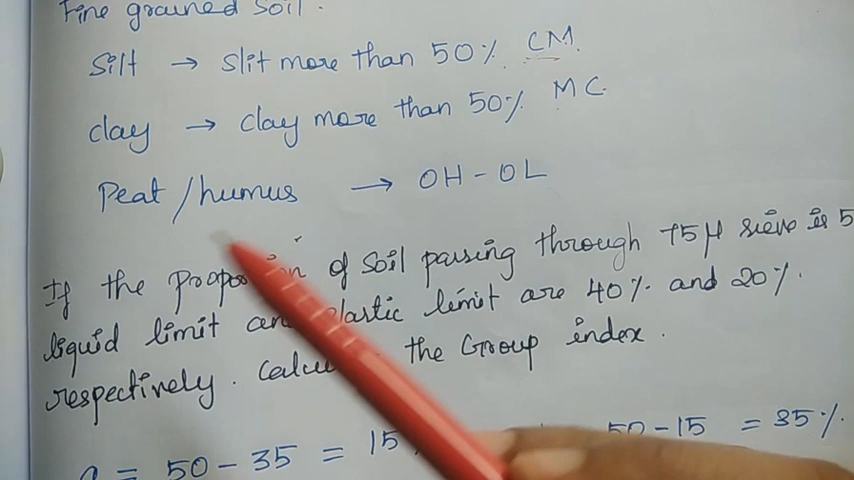 Fine grained soil.
Silt → slit more than 50% CM.
clay → clay more than 50% MC.
Peat/humus → OH - OL
If the of soil passing through 75μ sieve is 5
liquid limit limit are 40% and 20%.
respectively. the Group index.
= 50 - 35 = 15 50 - 15 = 35%